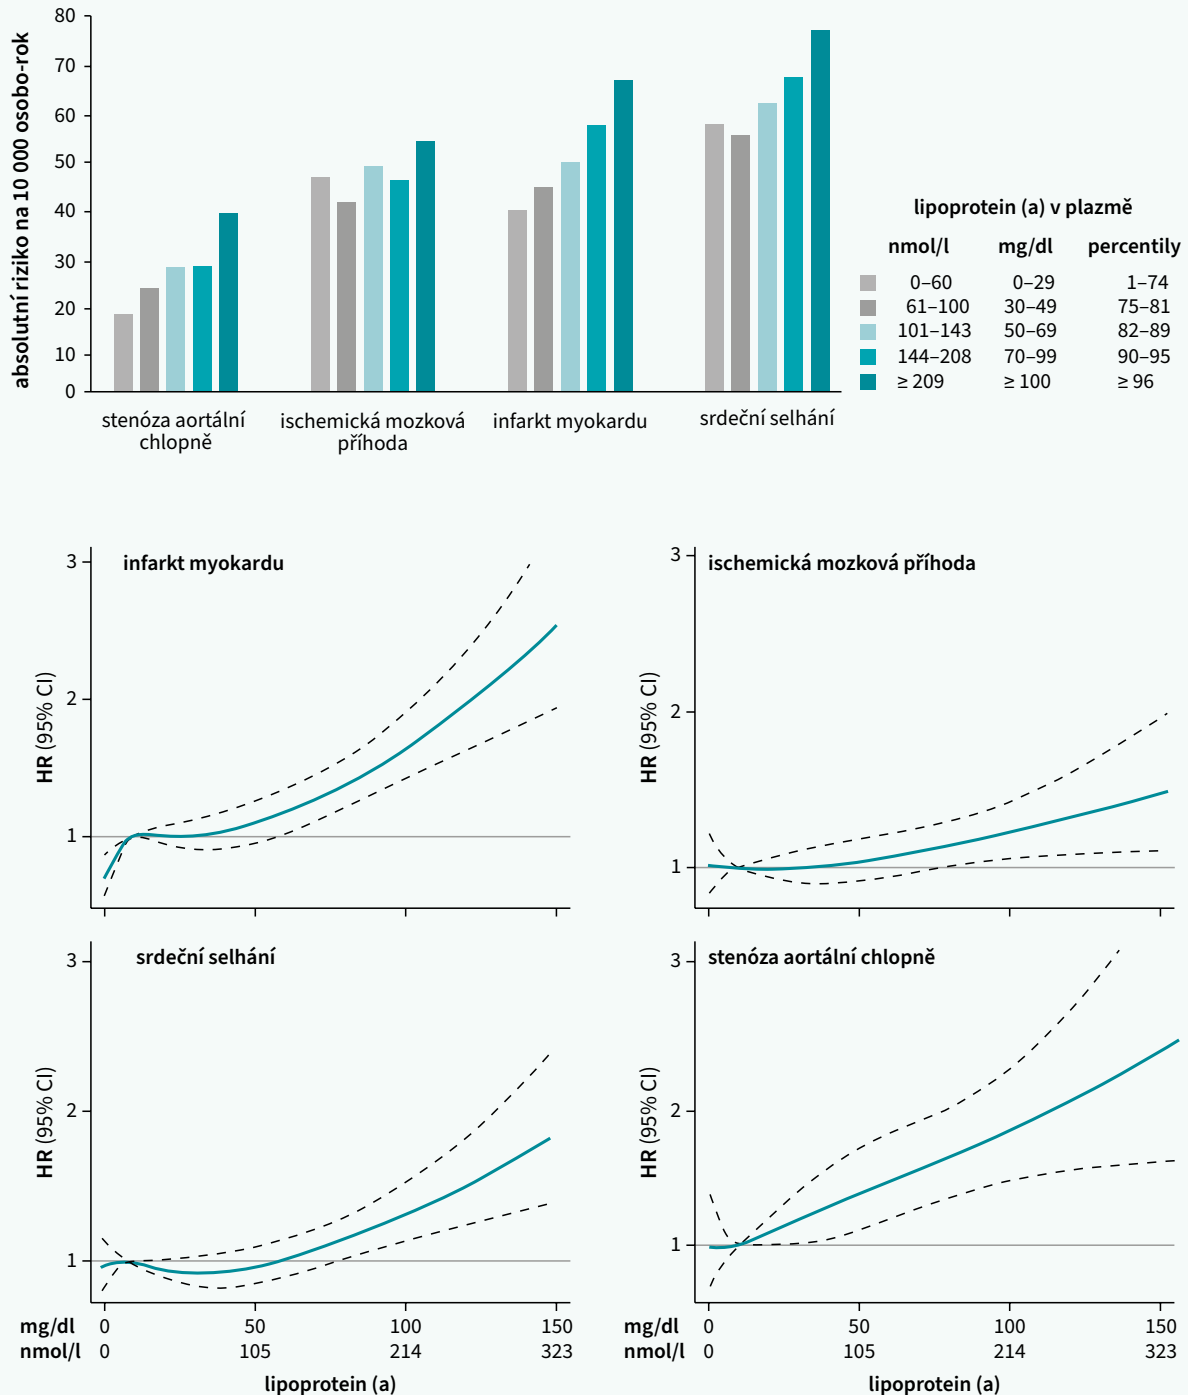 absolutní riziko na 10 000 osobo-rok
80
70
60
50
40
30
20
10
0
stenóza aortální
chlopně
ischemická mozková
příhoda
infarkt myokardu
srdeční selhání
lipoprotein (a) v plazmě
nmol/l mg/dl percentily
0–60 0–29 1–74
61–100 30–49 75–81
101–143 50–69 82–89
144–208 70–99 90–95
≥ 209 ≥ 100 ≥ 96
infarkt myokardu
HR (95% CI)
3
2
1
ischemická mozková příhoda
HR (95% CI)
3
2
1
srdeční selhání
HR (95% CI)
3
2
1
mg/dl 0 50 100 150
nmol/l 0 105 214 323
lipoprotein (a)
stenóza aortální chlopně
HR (95% CI)
3
2
1
mg/dl 0 50 100 150
nmol/l 0 105 214 323
lipoprotein (a)